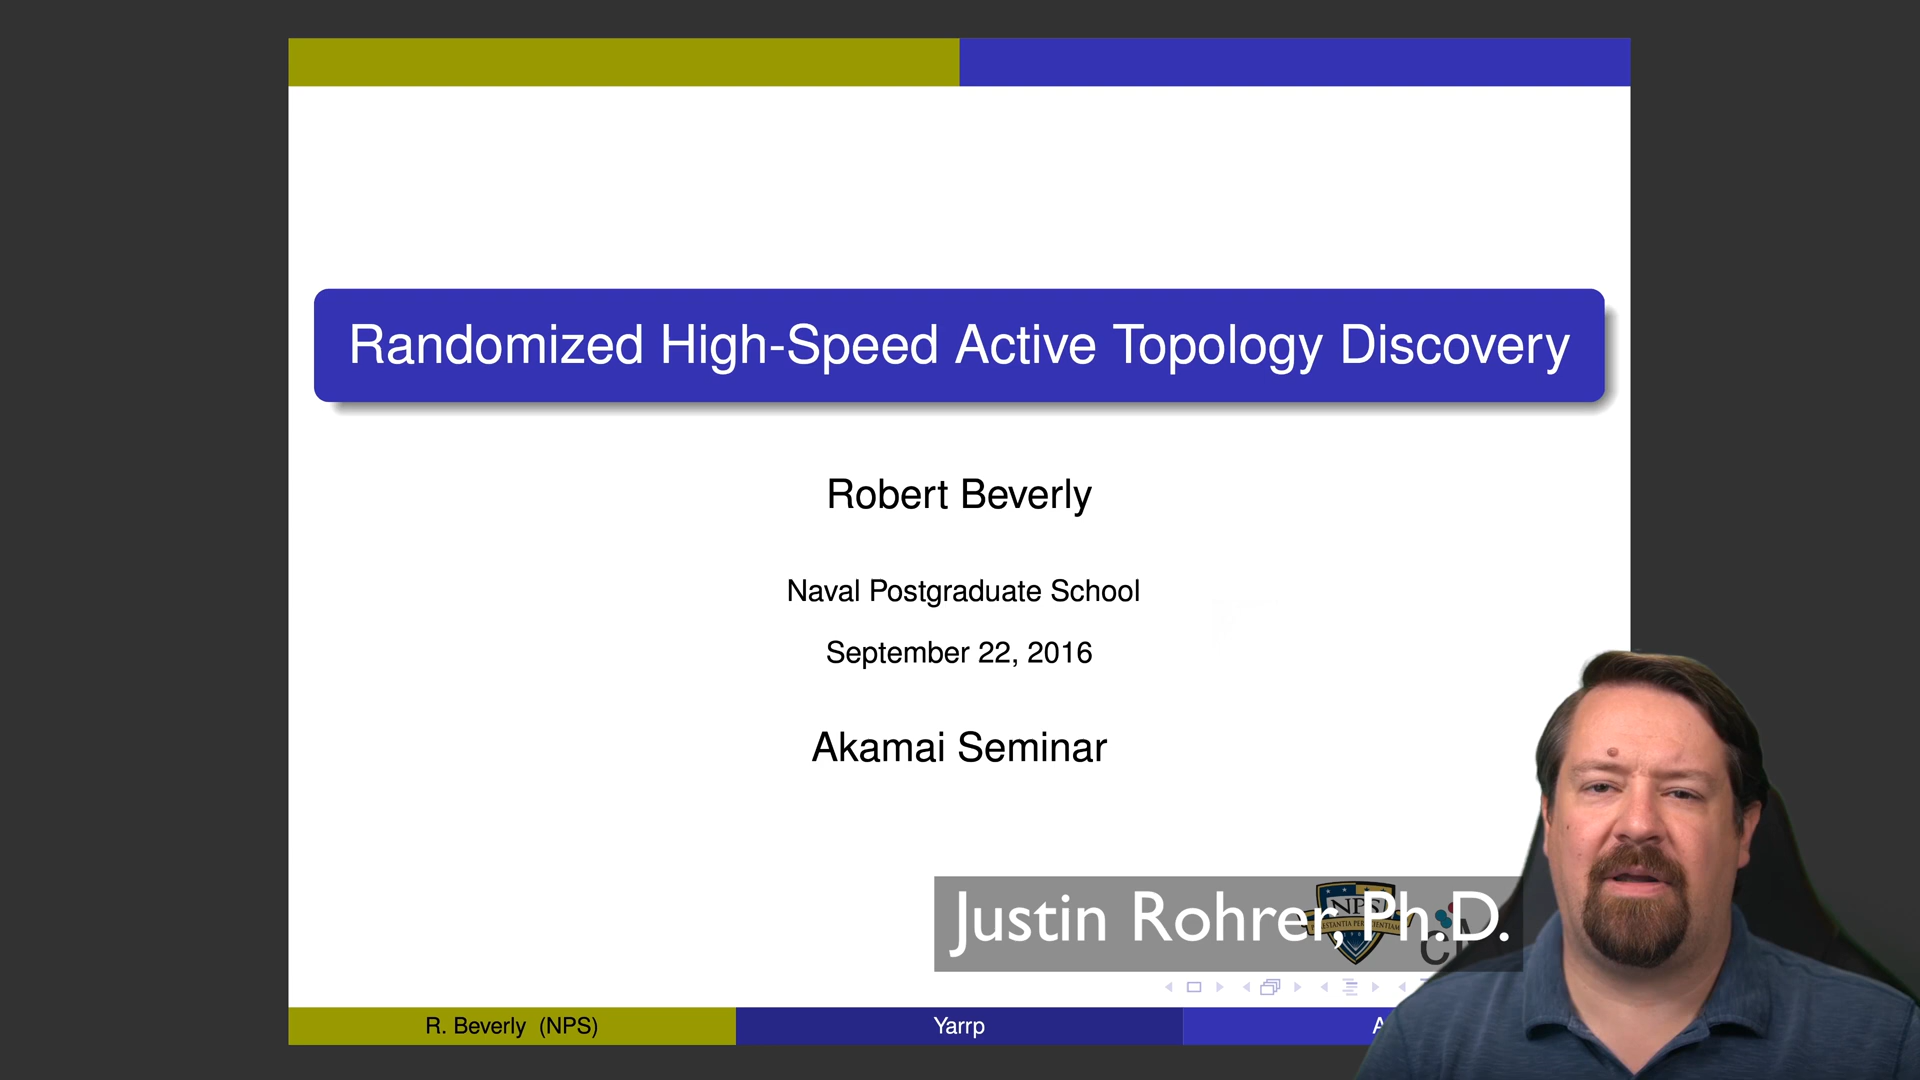 Randomized High-Speed Active Topology Discovery
Robert Beverly
Naval Postgraduate School
September 22, 2016
Akamai Seminar
Justin Rohrer, Ph.D.
NPS
R. Beverly (NPS)
Yarrp